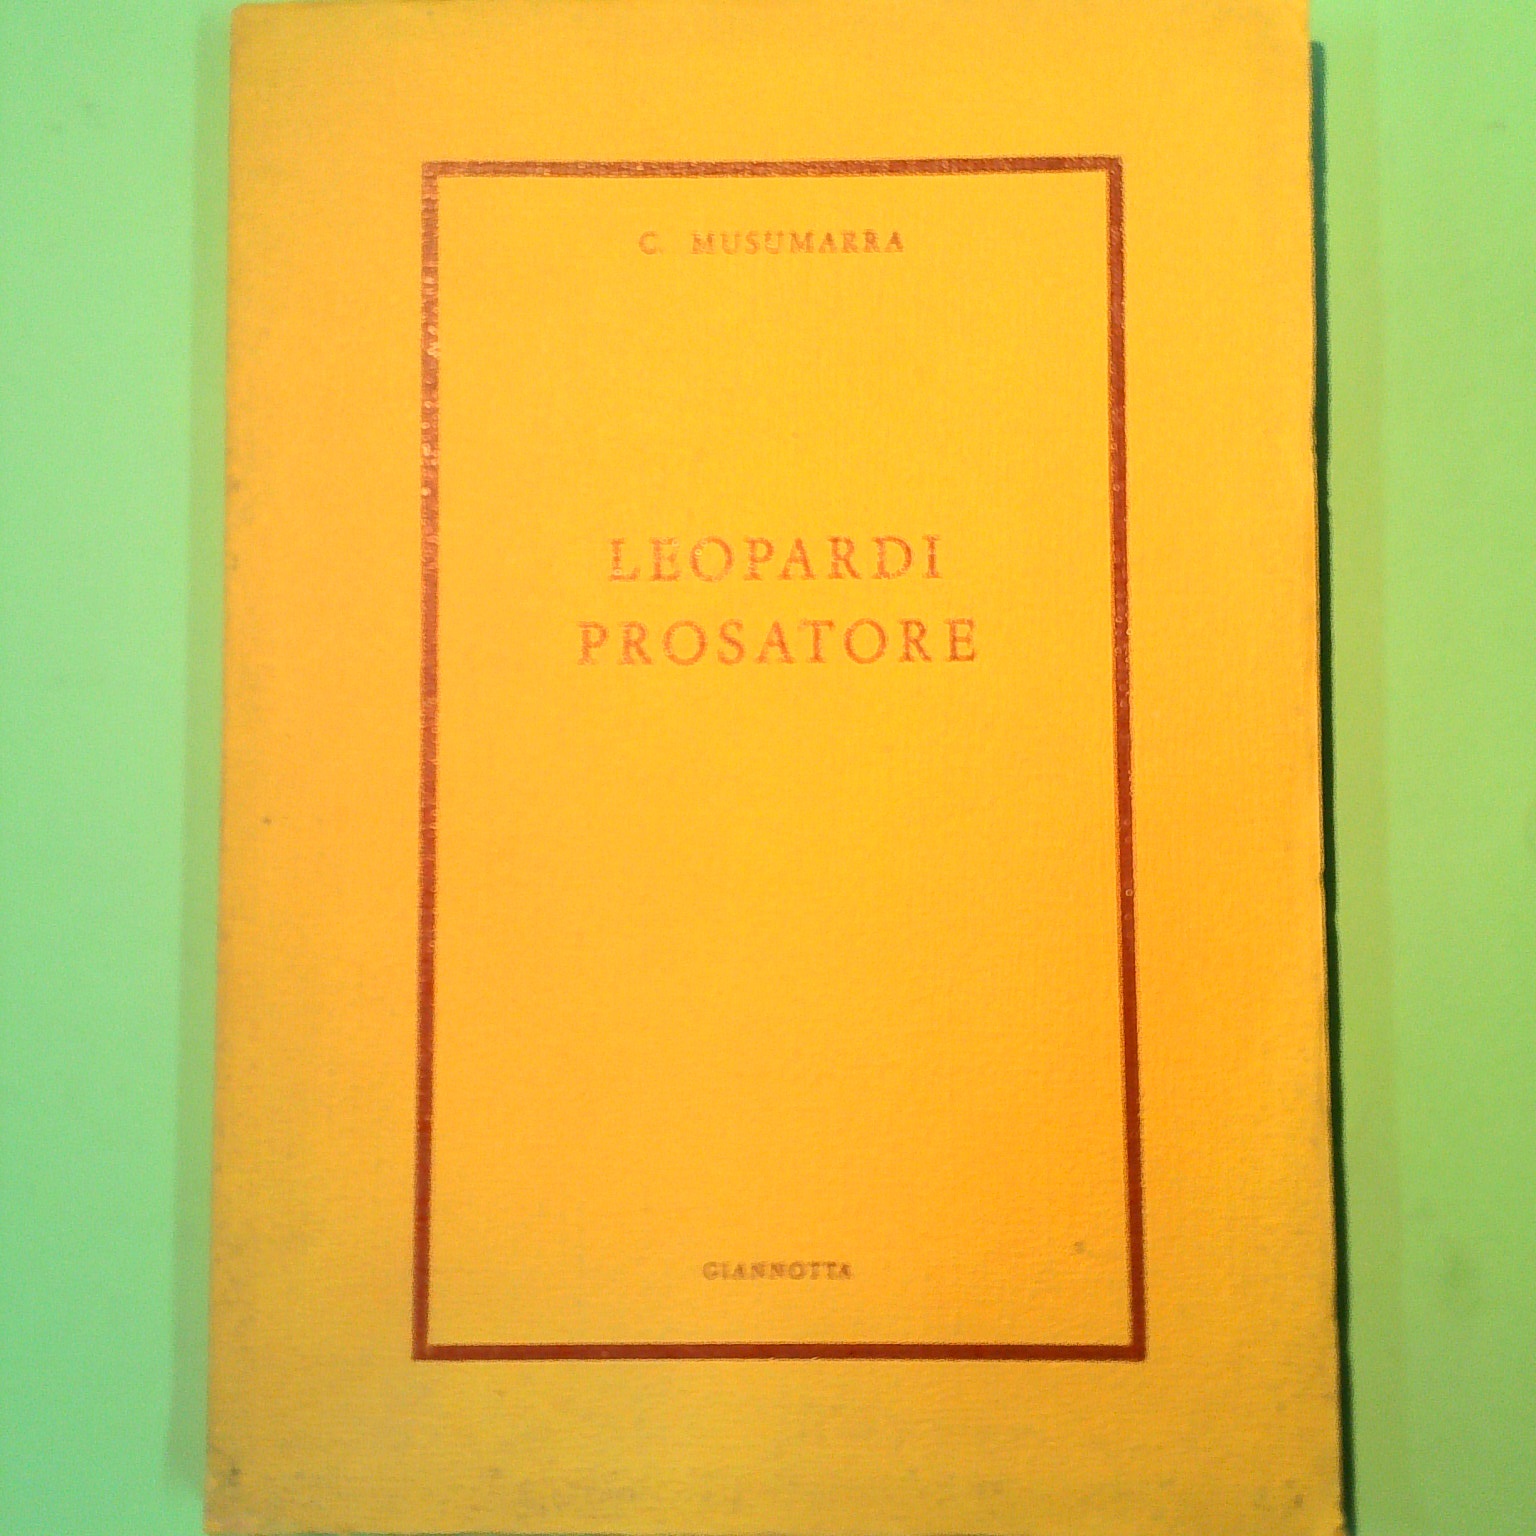 C. MUSUMARRA
LEOPARDI
PROSATORE
GIANNOTTA